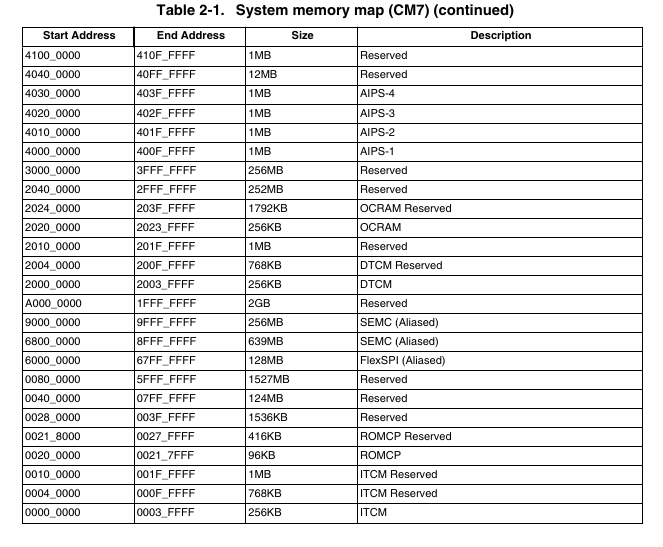 Table 2-1. System memory map (CM7) (continued)
Start Address End Address Size Description
4100_0000 410F_FFFF 1MB Reserved
4040_0000 40FF_FFFF 12MB Reserved
4030_0000 403F_FFFF 1MB AIPS-4
4020_0000 402F_FFFF 1MB AIPS-3
4010_0000 401F_FFFF 1MB AIPS-2
4000_0000 400F_FFFF 1MB AIPS-1
3000_0000 3FFF_FFFF 256MB Reserved
2040_0000 2FFF_FFFF 252MB Reserved
2024_0000 203F_FFFF 1792KB OCRAM Reserved
2020_0000 2023_FFFF 256KB OCRAM
2010_0000 201F_FFFF 1MB Reserved
2004_0000 200F_FFFF 768KB DTCM Reserved
2000_0000 2003_FFFF 256KB DTCM
A000_0000 1FFF_FFFF 2GB Reserved
9000_0000 9FFF_FFFF 256MB SEMC (Aliased)
6800_0000 8FFF_FFFF 639MB SEMC (Aliased)
6000_0000 67FF_FFFF 128MB FlexSPI (Aliased)
0080_0000 5FFF_FFFF 1527MB Reserved
0040_0000 07FF_FFFF 124MB Reserved
0028_0000 003F_FFFF 1536KB Reserved
0021_8000 0027_FFFF 416KB ROMCP Reserved
0020_0000 0021_7FFF 96KB ROMCP
0010_0000 001F_FFFF 1MB ITCM Reserved
0004_0000 000F_FFFF 768KB ITCM Reserved
0000_0000 0003_FFFF 256KB ITCM